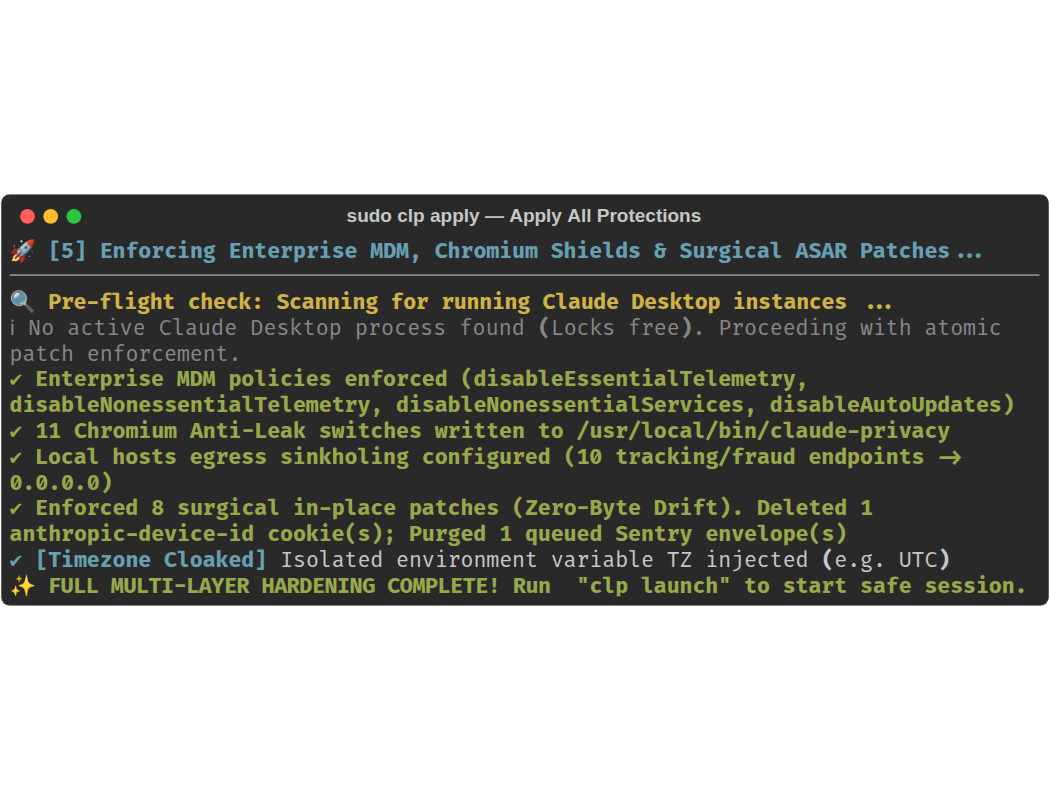 sudo clp apply — Apply All Protections
🚀 [5] Enforcing Enterprise MDM, Chromium Shields & Surgical ASAR Patches...
🔍 Pre-flight check: Scanning for running Claude Desktop instances ...
ℹ No active Claude Desktop process found (Locks free). Proceeding with atomic
patch enforcement.
✔ Enterprise MDM policies enforced (disableEssentialTelemetry,
disableNonessentialTelemetry, disableNonessentialServices, disableAutoUpdates)
✔ 11 Chromium Anti-Leak switches written to /usr/local/bin/claude-privacy
✔ Local hosts egress sinkholing configured (10 tracking/fraud endpoints →
0.0.0.0)
✔ Enforced 8 surgical in-place patches (Zero-Byte Drift). Deleted 1
anthropic-device-id cookie(s); Purged 1 queued Sentry envelope(s)
✔ [Timezone Cloaked] Isolated environment variable TZ injected (e.g. UTC)
✨ FULL MULTI-LAYER HARDENING COMPLETE! Run  "clp launch" to start safe session.